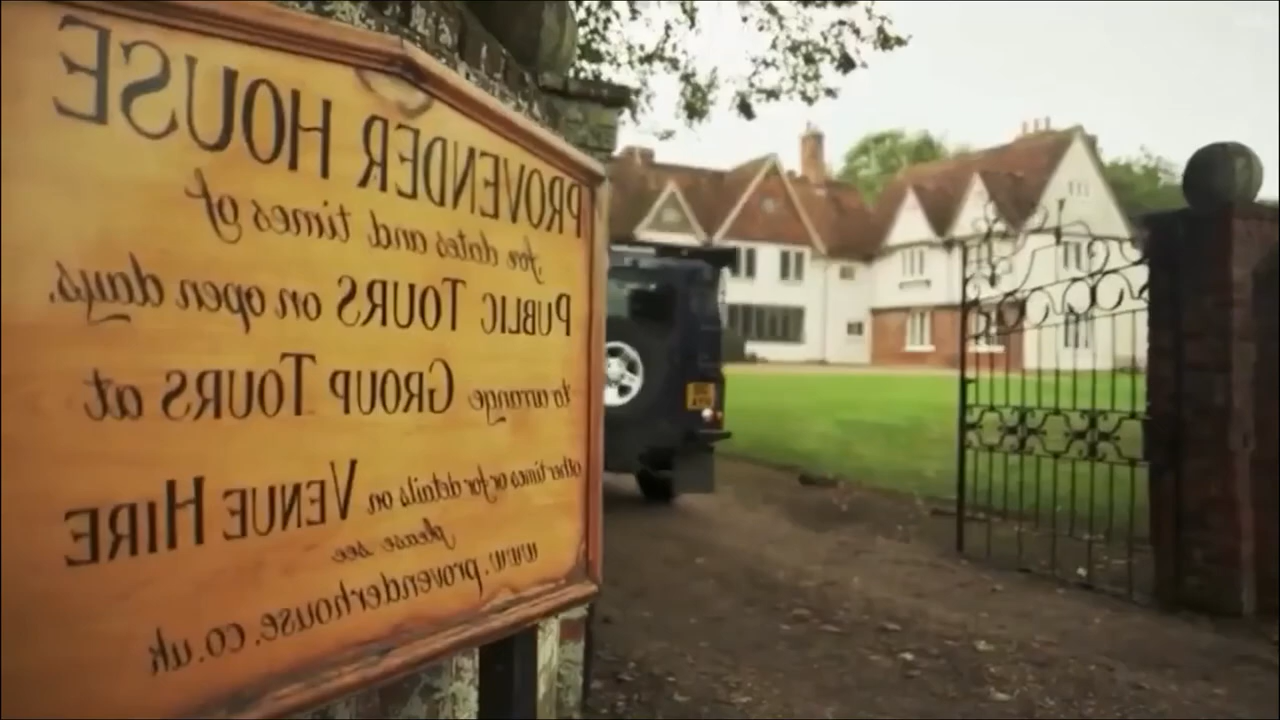 PROVENDER HOUSE
for dates and times of
PUBLIC TOURS on open days,
to arrange GROUP TOURS at
other times or for details on VENUE HIRE
please see
www.provenderhouse.co.uk